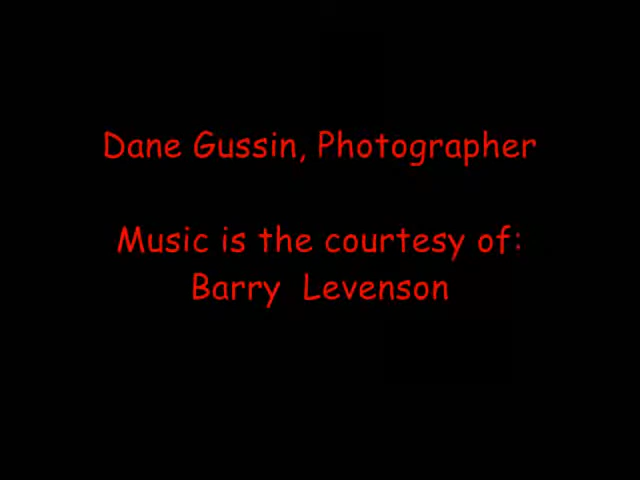 Dane Gussin, Photographer
Music is the courtesy of:
Barry  Levenson